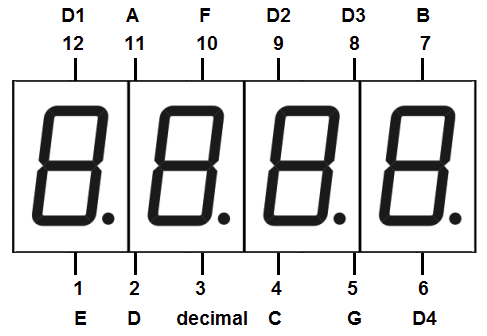 D1 A F D2 D3 B
12 11 10 9 8 7
1 2 3 4 5 6
E D decimal C G D4